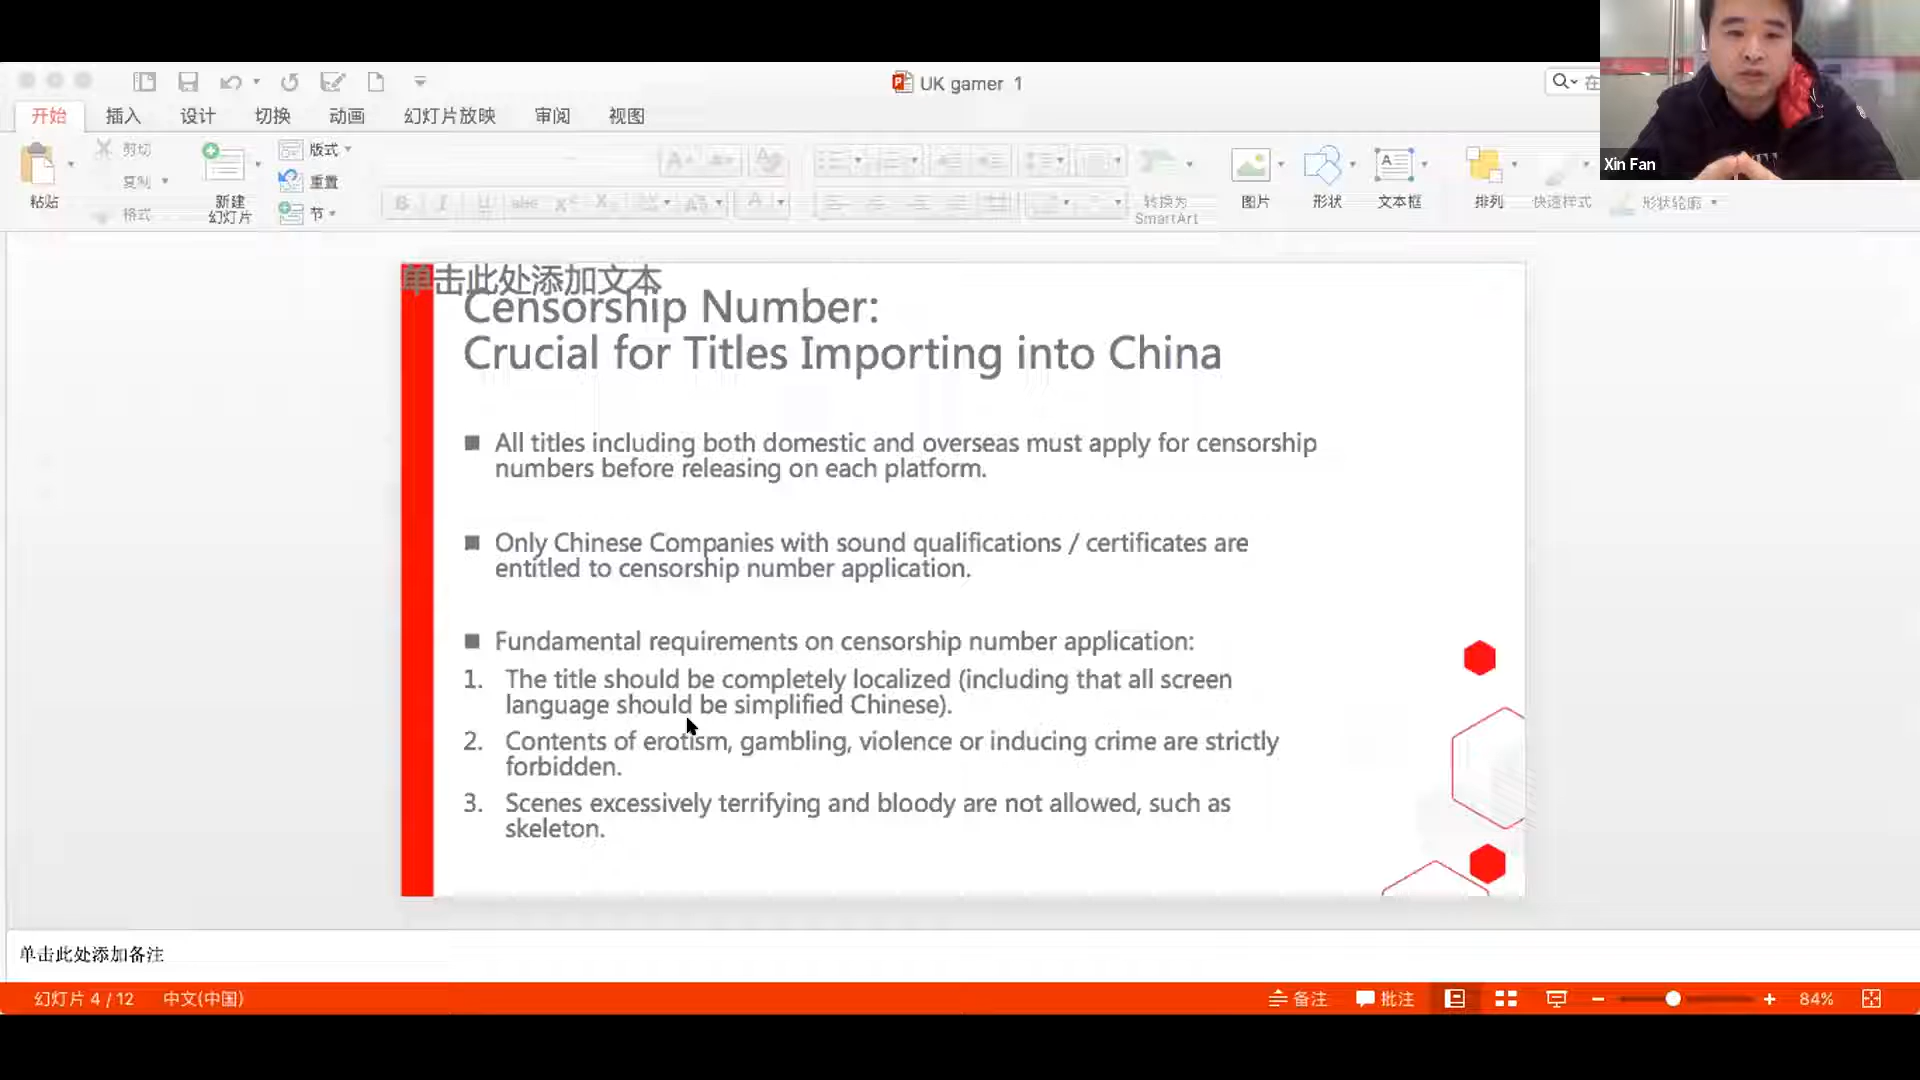 UK gamer 1
在
开始 插入 设计 切换 动画 幻灯片放映 审阅 视图
剪切
版式
复制
重置
粘贴
格式
新建
幻灯片
节
转换为
SmartArt
图片
形状
文本框
排列
快速样式
形状轮廓
Xin Fan
单击此处添加文本
Censorship Number:
Crucial for Titles Importing into China
All titles including both domestic and overseas must apply for censorship
numbers before releasing on each platform.
Only Chinese Companies with sound qualifications / certificates are
entitled to censorship number application.
Fundamental requirements on censorship number application:
1. The title should be completely localized (including that all screen
language should be simplified Chinese).
2. Contents of erotism, gambling, violence or inducing crime are strictly
forbidden.
3. Scenes excessively terrifying and bloody are not allowed, such as
skeleton.
单击此处添加备注
幻灯片 4 / 12 中文(中国) 备注 批注 84%